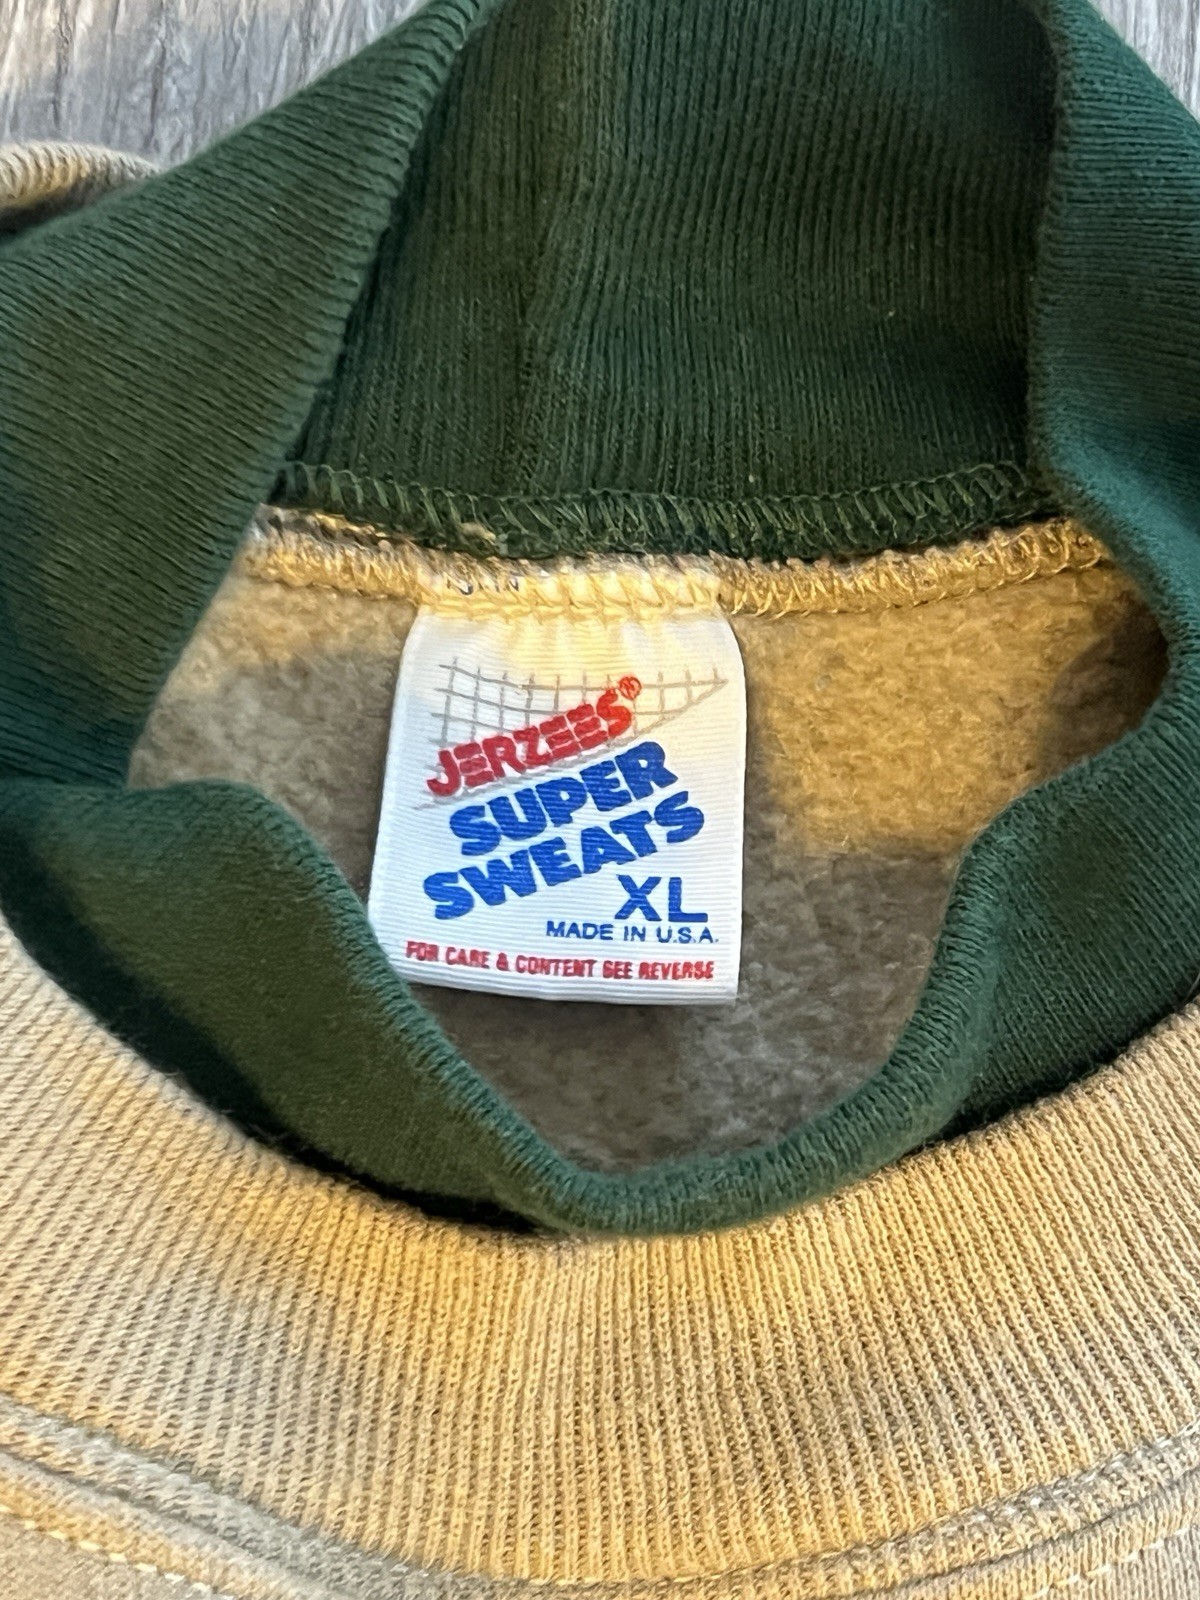 JERZEES®
SUPER
SWEATS
XL
MADE IN U.S.A.
FOR CARE & CONTENT SEE REVERSE